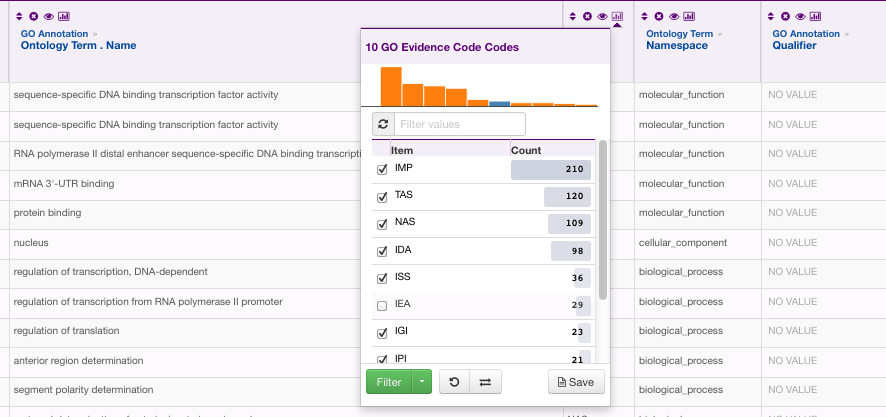 GO Annotation »
Ontology Term . Name
Ontology Term »
Namespace
GO Annotation »
Qualifier
10 GO Evidence Code Codes
Filter values
Item Count
IMP 210
TAS 120
NAS 109
IDA 98
ISS 36
IEA 29
IGI 23
IPI 21
Filter
Save
sequence-specific DNA binding transcription factor activity molecular_function NO VALUE
sequence-specific DNA binding transcription factor activity molecular_function NO VALUE
RNA polymerase II distal enhancer sequence-specific DNA binding transcripti molecular_function NO VALUE
mRNA 3'-UTR binding molecular_function NO VALUE
protein binding molecular_function NO VALUE
nucleus cellular_component NO VALUE
regulation of transcription, DNA-dependent biological_process NO VALUE
regulation of transcription from RNA polymerase II promoter biological_process NO VALUE
regulation of translation biological_process NO VALUE
anterior region determination biological_process NO VALUE
segment polarity determination biological_process NO VALUE